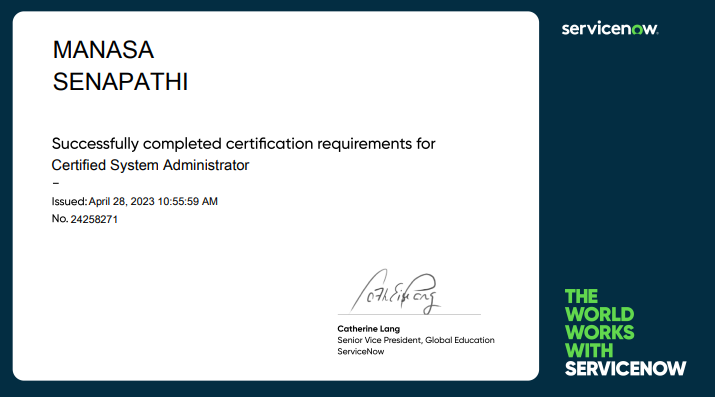 MANASA
SENAPATHI
servicenow.
Successfully completed certification requirements for
Certified System Administrator
–
Issued:April 28, 2023 10:55:59 AM
No. 24258271
Catherine Lang
Senior Vice President, Global Education
ServiceNow
THE
WORLD
WORKS
WITH
SERVICENOW